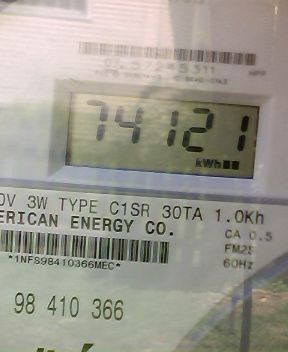 74121
kWh
0V 3W TYPE C1SR 30TA 1.0Kh
ERICAN ENERGY CO.
CA 0.5
FM2S
60Hz
*1NFS98410366MEC*
98 410 366